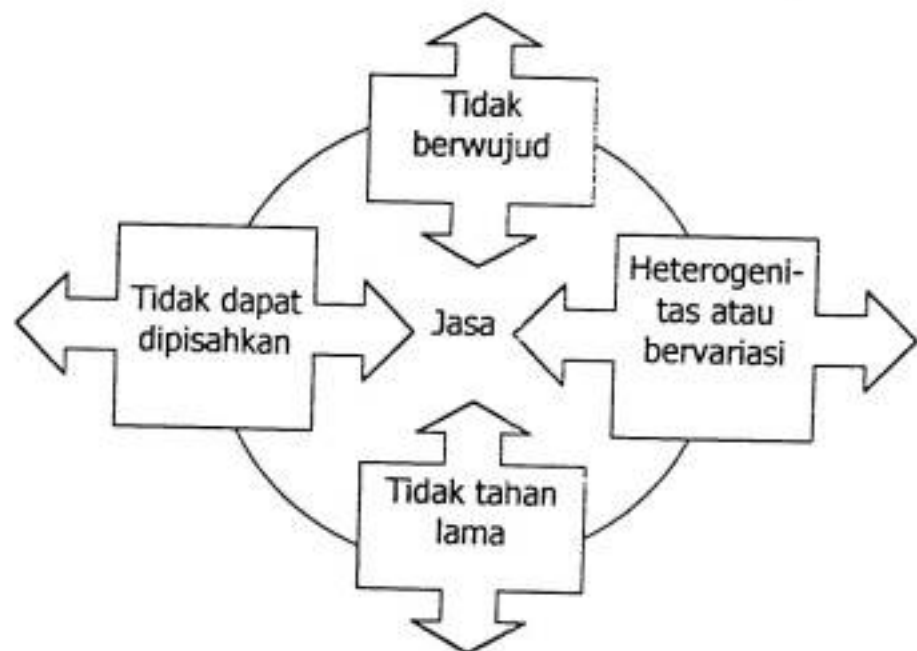 Tidak
berwujud
Tidak dapat
dipisahkan
Jasa
Heterogeni-
tas atau
bervariasi
Tidak tahan
lama